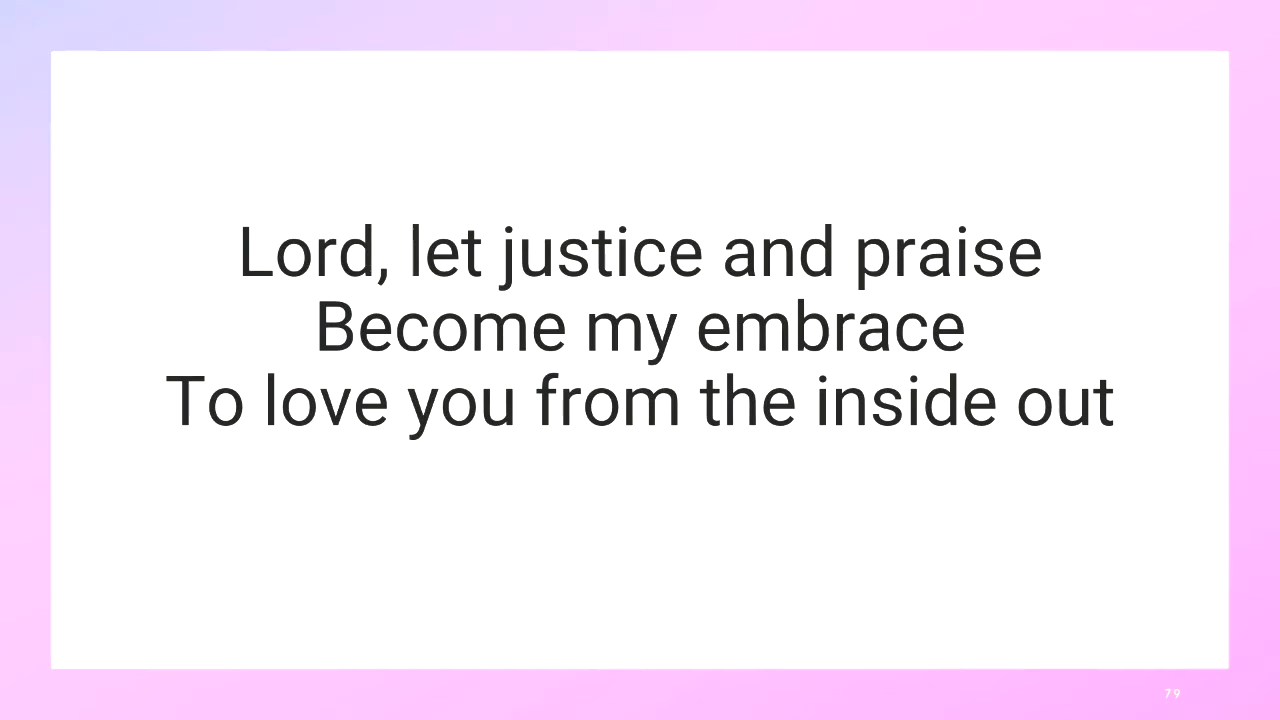 Lord, let justice and praise
Become my embrace
To love you from the inside out
79